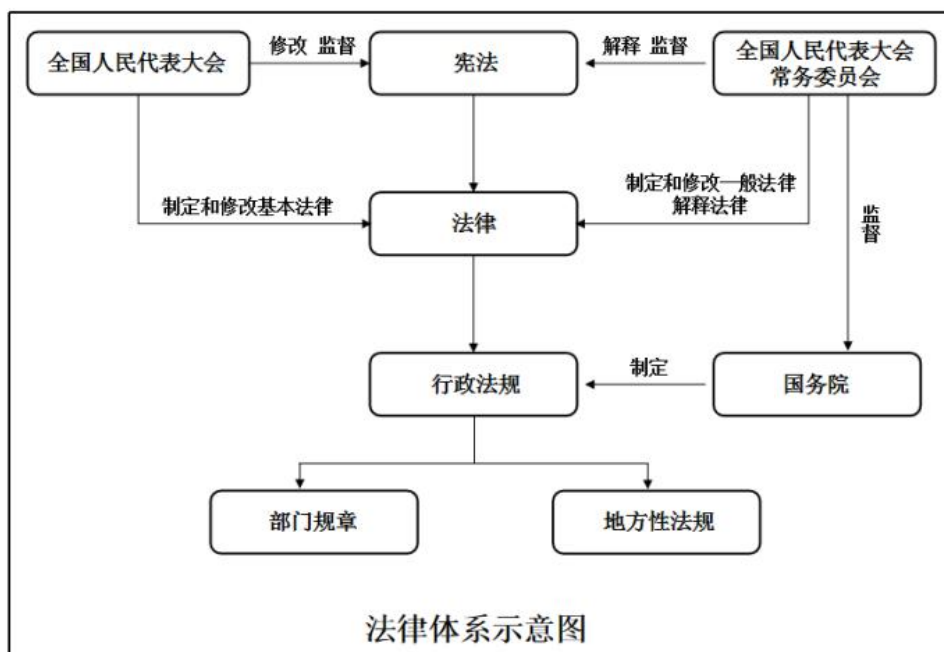 全国人民代表大会
修改 监督
宪法
解释 监督
全国人民代表大会
常务委员会
制定和修改基本法律
法律
制定和修改一般法律
解释法律
监督
行政法规
制定
国务院
部门规章
地方性法规
法律体系示意图